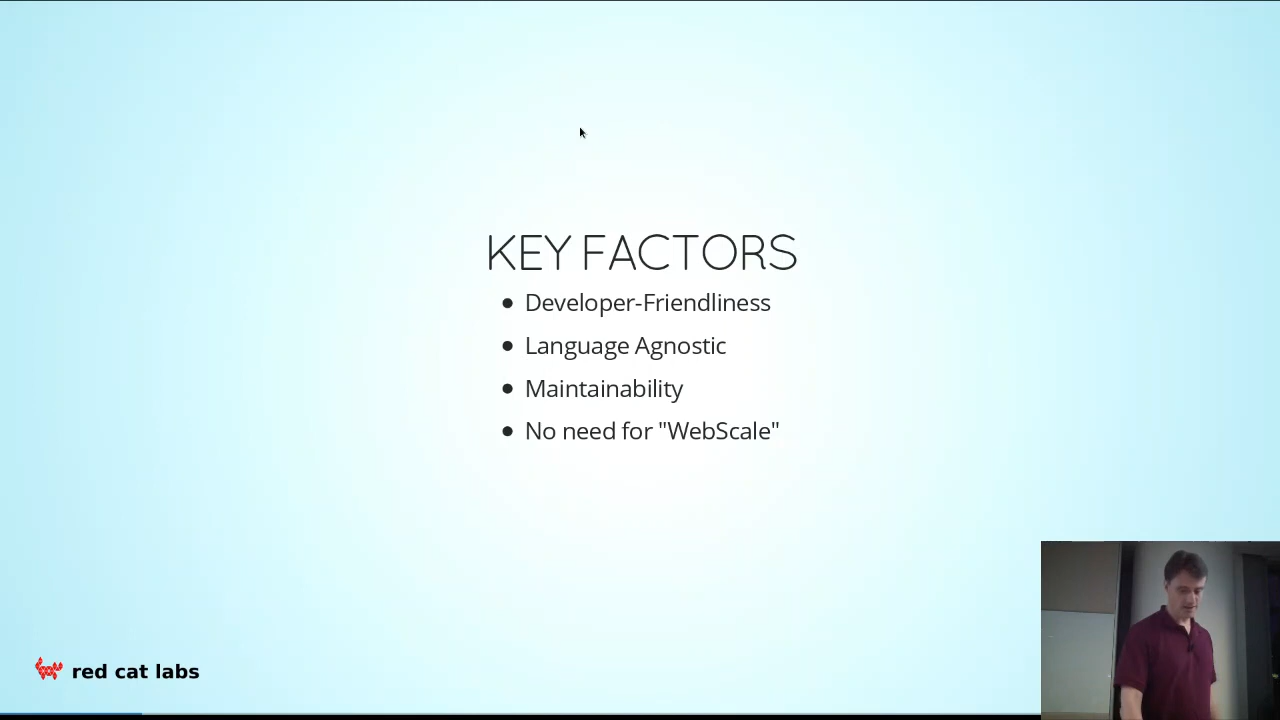 KEY FACTORS
Developer-Friendliness
Language Agnostic
Maintainability
No need for "WebScale"
red cat labs